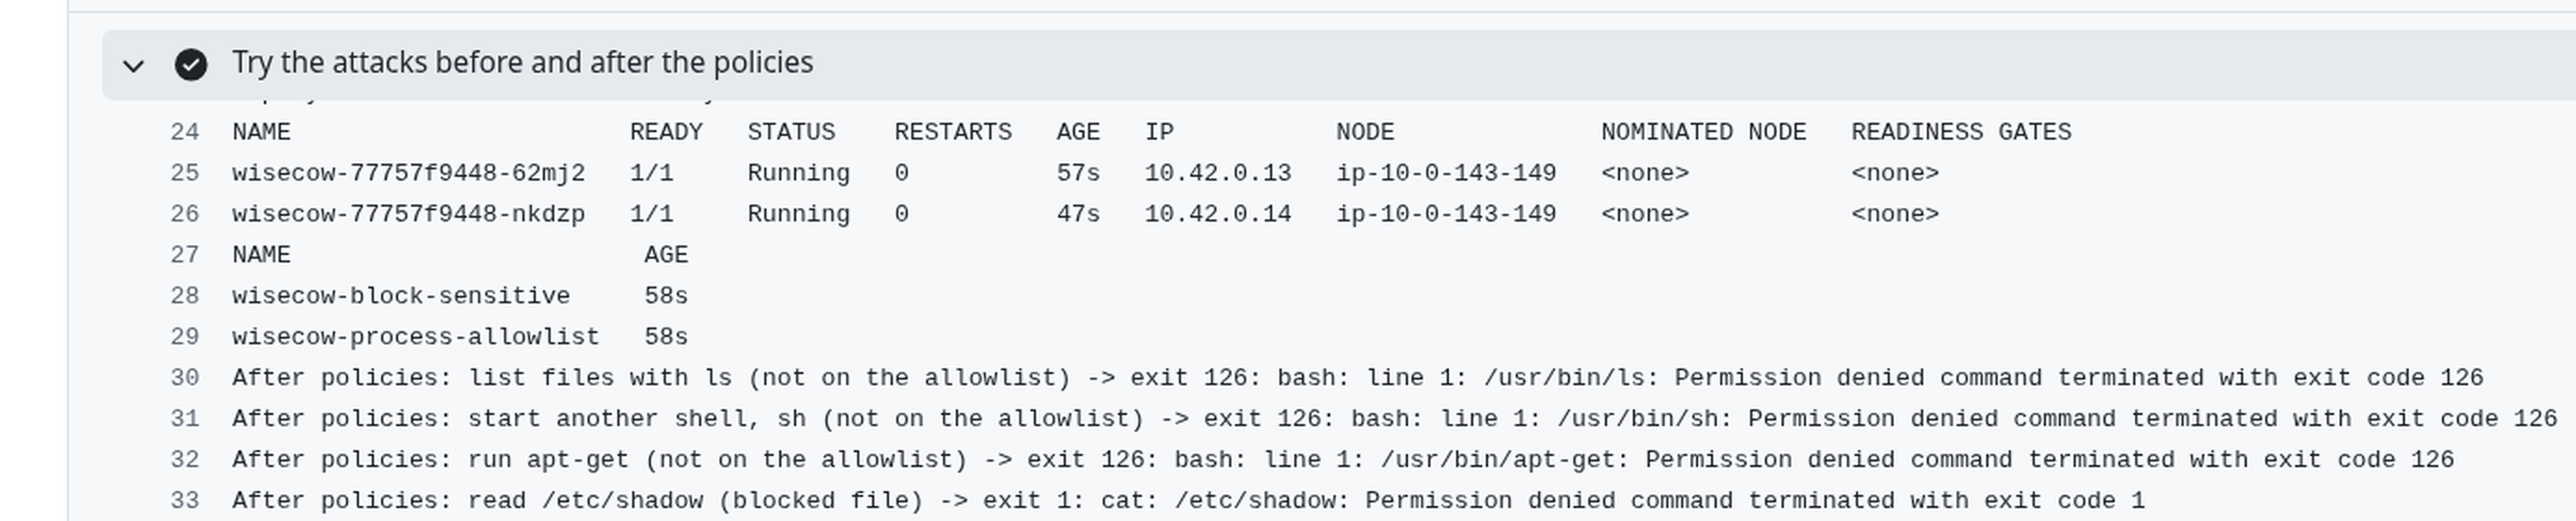 Try the attacks before and after the policies
24 NAME READY STATUS RESTARTS AGE IP NODE NOMINATED NODE READINESS GATES
25 wisecow-77757f9448-62mj2 1/1 Running 0 57s 10.42.0.13 ip-10-0-143-149 <none> <none>
26 wisecow-77757f9448-nkdzp 1/1 Running 0 47s 10.42.0.14 ip-10-0-143-149 <none> <none>
27 NAME AGE
28 wisecow-block-sensitive 58s
29 wisecow-process-allowlist 58s
30 After policies: list files with ls (not on the allowlist) -> exit 126: bash: line 1: /usr/bin/ls: Permission denied command terminated with exit code 126
31 After policies: start another shell, sh (not on the allowlist) -> exit 126: bash: line 1: /usr/bin/sh: Permission denied command terminated with exit code 126
32 After policies: run apt-get (not on the allowlist) -> exit 126: bash: line 1: /usr/bin/apt-get: Permission denied command terminated with exit code 126
33 After policies: read /etc/shadow (blocked file) -> exit 1: cat: /etc/shadow: Permission denied command terminated with exit code 1